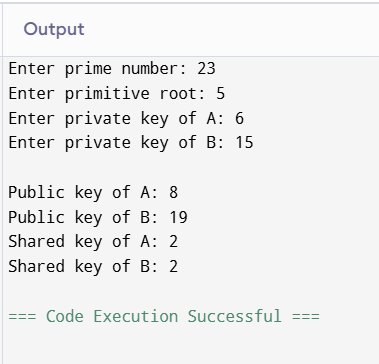 Output
Enter prime number: 23
Enter primitive root: 5
Enter private key of A: 6
Enter private key of B: 15
Public key of A: 8
Public key of B: 19
Shared key of A: 2
Shared key of B: 2
=== Code Execution Successful ===